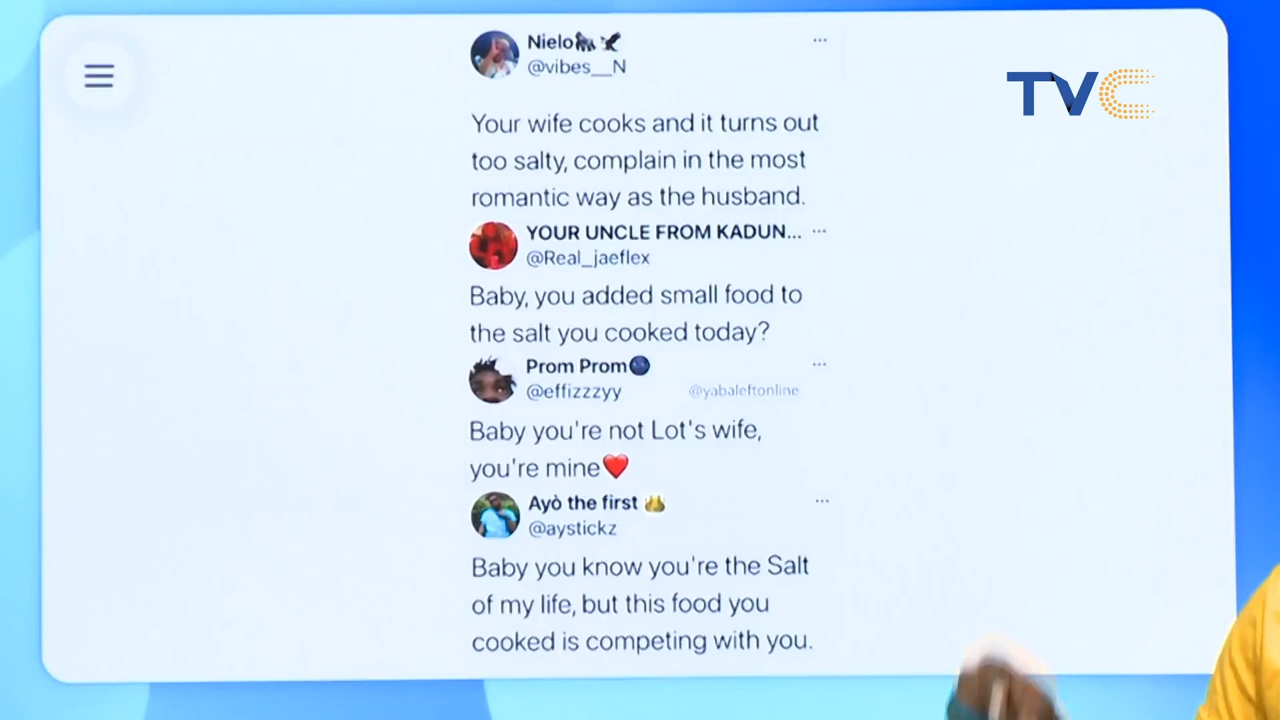 Nielo🦍🦅
@vibes__N
TVC
Your wife cooks and it turns out
too salty, complain in the most
romantic way as the husband.
YOUR UNCLE FROM KADUN...
@Real_jaeflex
Baby, you added small food to
the salt you cooked today?
Prom Prom🌚
@effizzzyy
@yabaleftonline
Baby you're not Lot's wife,
you're mine❤️
Ayò the first
@aystickz
Baby you know you're the Salt
of my life, but this food you
cooked is competing with you.